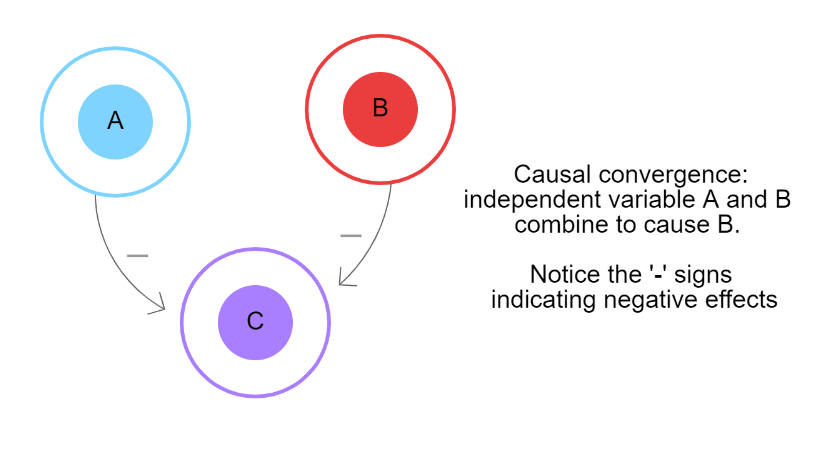 A
B
Causal convergence:
independent variable A and B
combine to cause B.
Notice the '-' signs
indicating negative effects
—
—
C